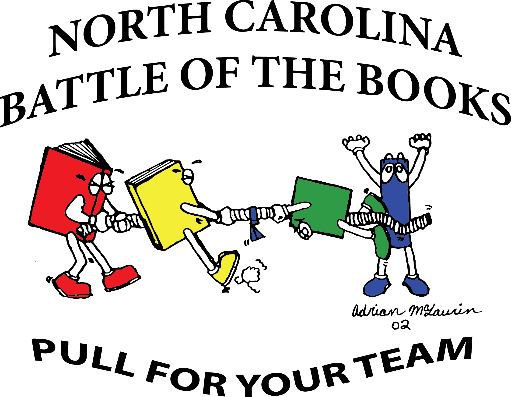 NORTH CAROLINA
BATTLE OF THE BOOKS
Adrian McLaurin
02
PULL FOR YOUR TEAM